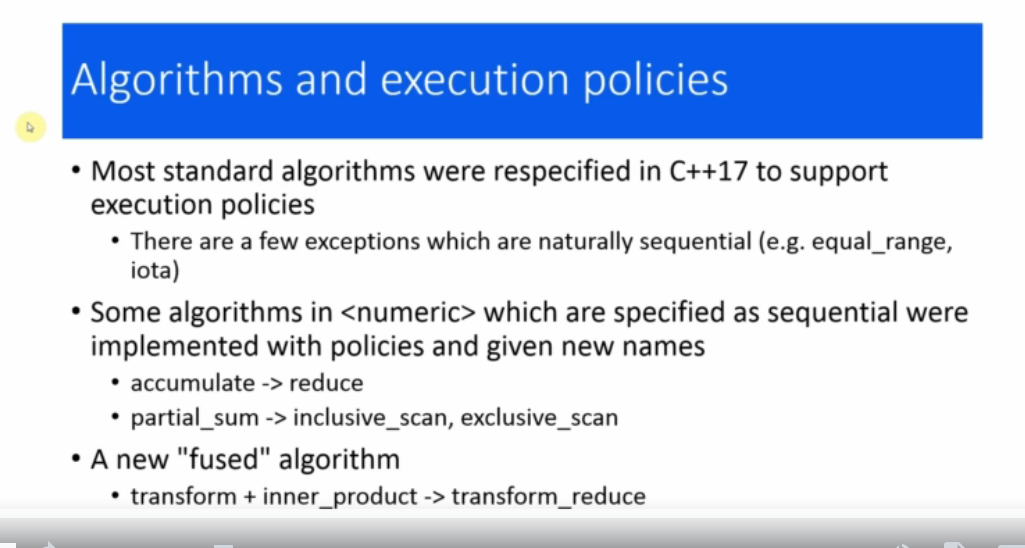 Algorithms and execution policies
• Most standard algorithms were respecified in C++17 to support
execution policies
• There are a few exceptions which are naturally sequential (e.g. equal_range,
iota)
• Some algorithms in <numeric> which are specified as sequential were
implemented with policies and given new names
• accumulate -> reduce
• partial_sum -> inclusive_scan, exclusive_scan
• A new "fused" algorithm
• transform + inner_product -> transform_reduce